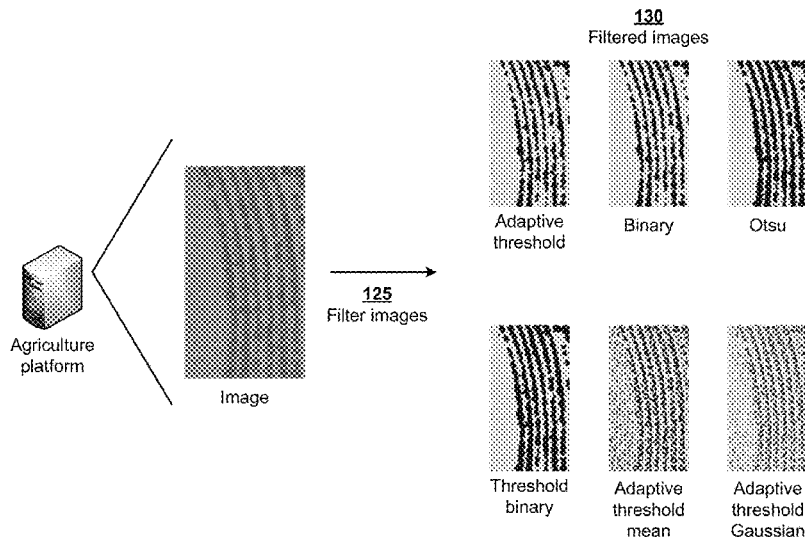 130
Filtered images
Adaptive
threshold
Binary
Otsu
Agriculture
platform
Image
125
Filter images
Threshold
binary
Adaptive
threshold
mean
Adaptive
threshold
Gaussian